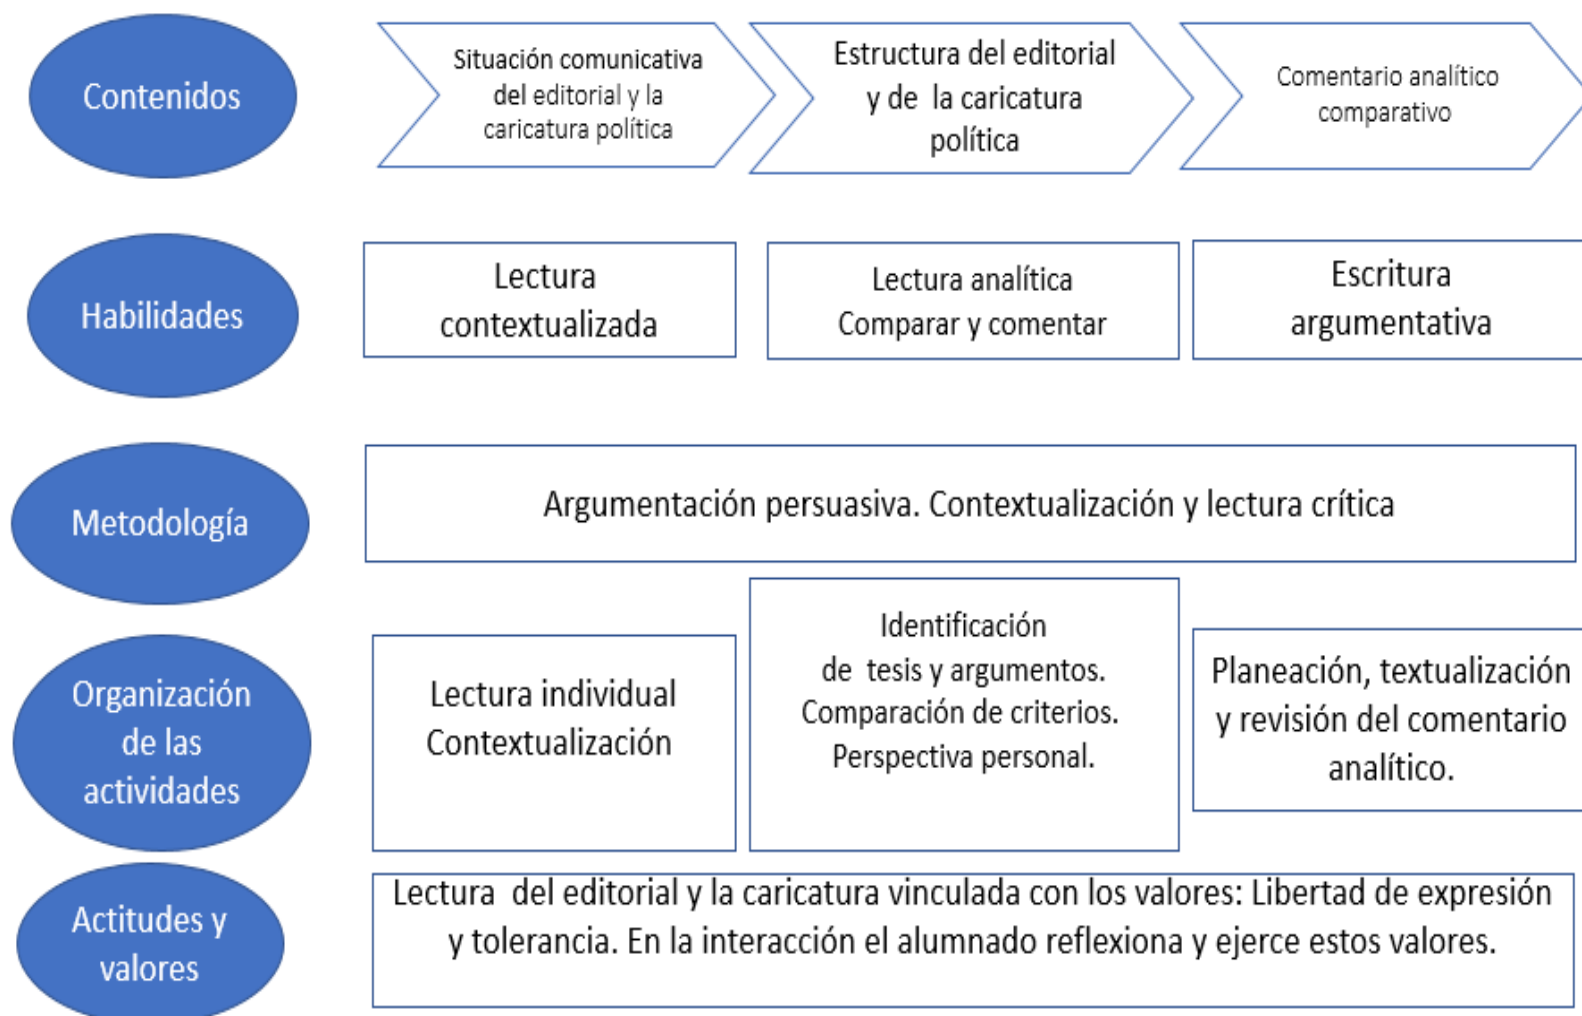 Contenidos
Situación comunicativa
del editorial y la
caricatura política
Estructura del editorial
y de la caricatura
política
Comentario analítico
comparativo
Habilidades
Lectura
contextualizada
Lectura analítica
Comparar y comentar
Escritura
argumentativa
Metodología
Argumentación persuasiva. Contextualización y lectura crítica
Organización
de las
actividades
Lectura individual
Contextualización
Identificación
de tesis y argumentos.
Comparación de criterios.
Perspectiva personal.
Planeación, textualización
y revisión del comentario
analítico.
Actitudes y
valores
Lectura del editorial y la caricatura vinculada con los valores: Libertad de expresión
y tolerancia. En la interacción el alumnado reflexiona y ejerce estos valores.